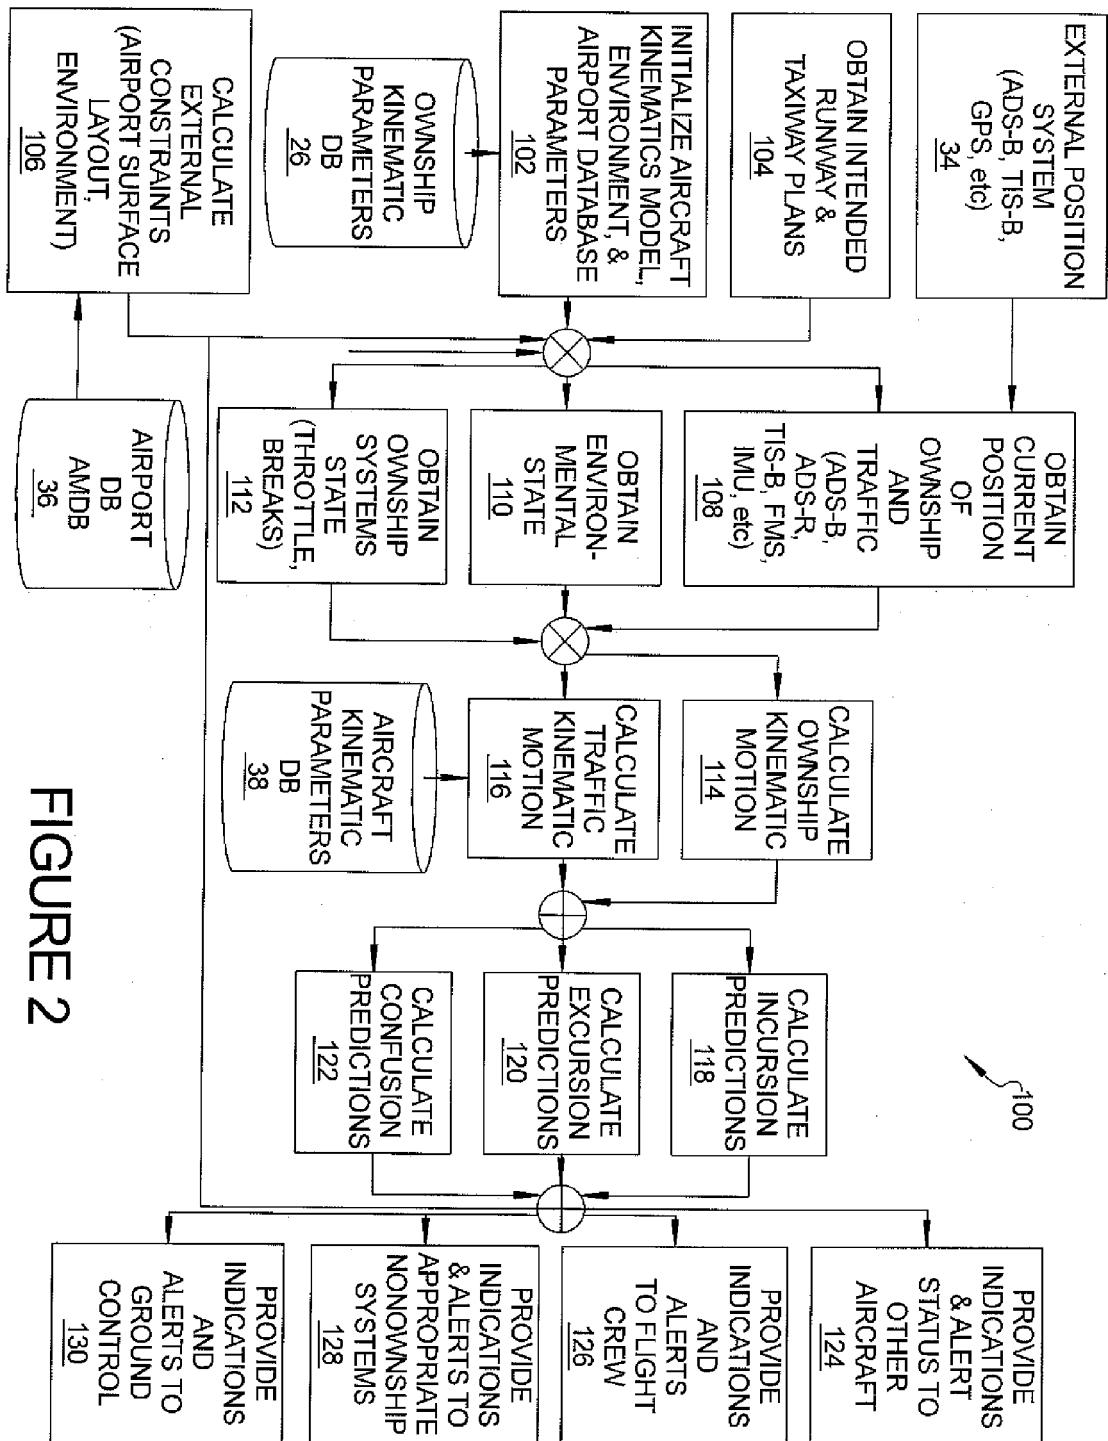 EXTERNAL POSITION
SYSTEM
(ADS-B, TIS-B,
GPS, etc)
34
OBTAIN INTENDED
RUNWAY &
TAXIWAY PLANS
104
INITIALIZE AIRCRAFT
KINEMATICS MODEL,
ENVIRONMENT, &
AIRPORT DATABASE
PARAMETERS
102
OWNSHIP
KINEMATIC
PARAMETERS
DB
26
CALCULATE
EXTERNAL
CONSTRAINTS
(AIRPORT SURFACE
LAYOUT,
ENVIRONMENT)
106
OBTAIN
CURRENT
POSITION
OF
OWNSHIP
AND
TRAFFIC
(ADS-B,
ADS-R,
TIS-B, FMS,
IMU, etc)
108
OBTAIN
ENVIRON-
MENTAL
STATE
110
OBTAIN
OWNSHIP
SYSTEMS
STATE
(THROTTLE,
BREAKS)
112
AIRPORT
DB
AMDB
36
CALCULATE
OWNSHIP
KINEMATIC
MOTION
114
CALCULATE
TRAFFIC
KINEMATIC
MOTION
116
AIRCRAFT
KINEMATIC
PARAMETERS
DB
38
CALCULATE
INCURSION
PREDICTIONS
118
CALCULATE
EXCURSION
PREDICTIONS
120
CALCULATE
CONFUSION
PREDICTIONS
122
100
PROVIDE
INDICATIONS
& ALERT
STATUS TO
OTHER
AIRCRAFT
124
PROVIDE
INDICATIONS
AND
ALERTS
TO FLIGHT
CREW
126
PROVIDE
INDICATIONS
& ALERTS TO
APPROPRIATE
NONOWNSHIP
SYSTEMS
128
PROVIDE
INDICATIONS
AND
ALERTS TO
GROUND
CONTROL
130
FIGURE 2